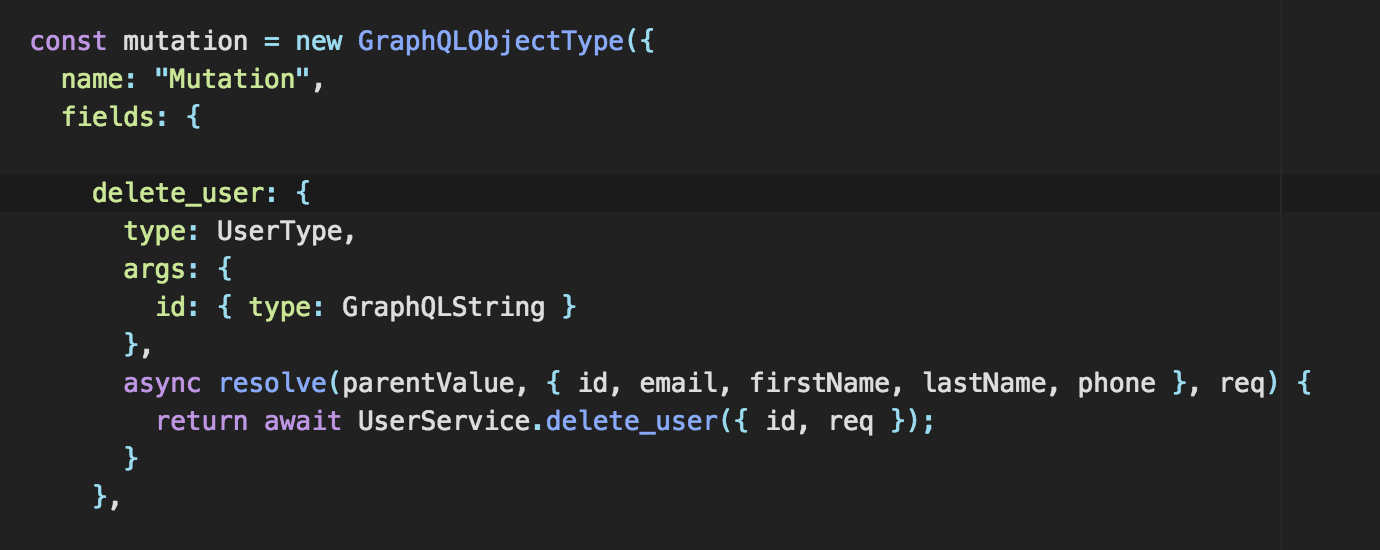 const mutation = new GraphQLObjectType({
  name: "Mutation",
  fields: {

    delete_user: {
      type: UserType,
      args: {
        id: { type: GraphQLString }
      },
      async resolve(parentValue, { id, email, firstName, lastName, phone }, req) {
        return await UserService.delete_user({ id, req });
      }
    },